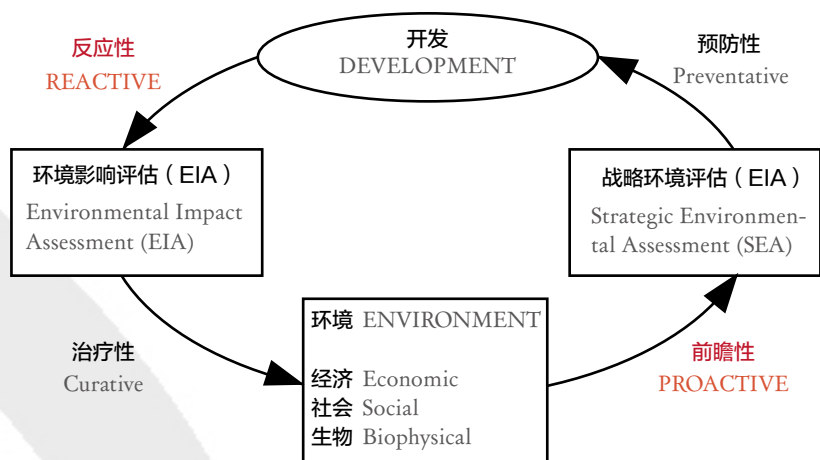 开发
DEVELOPMENT
反应性
REACTIVE
预防性
Preventative
环境影响评估（EIA）
Environmental Impact
Assessment (EIA)
战略环境评估（EIA）
Strategic Environmen-
tal Assessment (SEA)
治疗性
Curative
环境 ENVIRONMENT
经济 Economic
社会 Social
生物 Biophysical
前瞻性
PROACTIVE